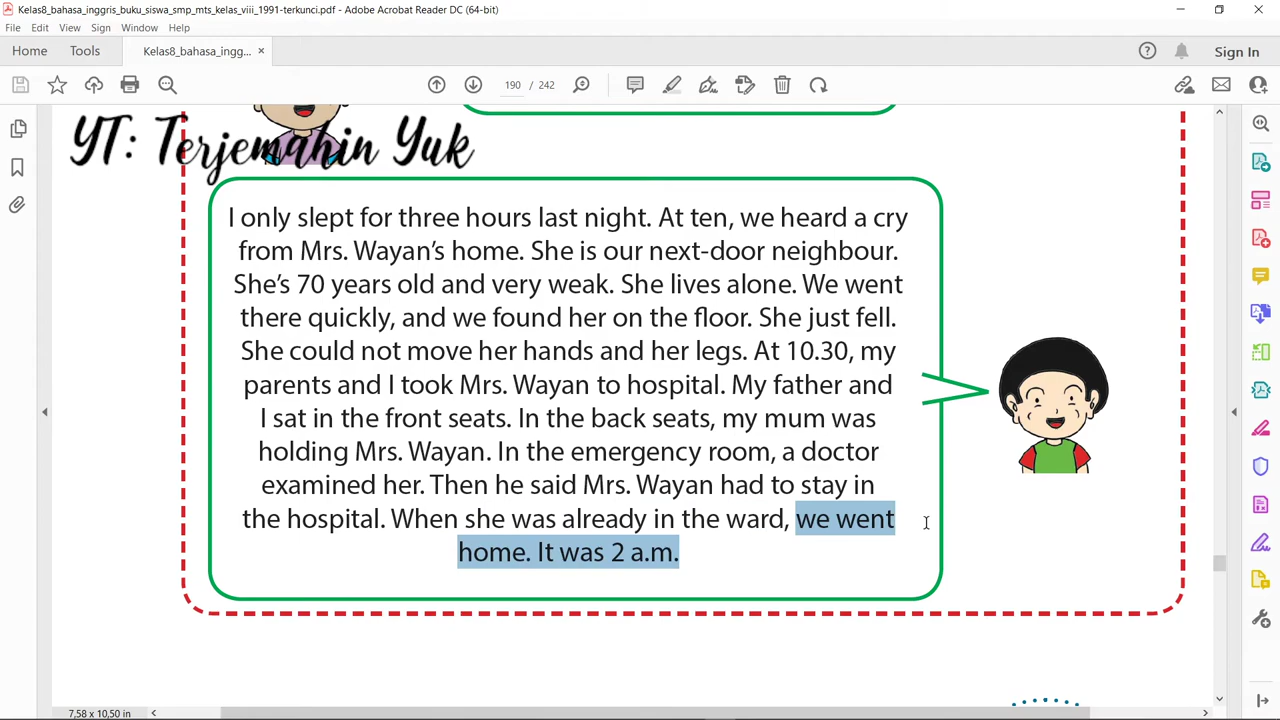 Kelas8_bahasa_inggris_buku_siswa_smp_mts_kelas_viii_1991-terkunci.pdf - Adobe Acrobat Reader DC (64-bit)
File Edit View Sign Window Help
Home Tools Kelas8_bahasa_ingg... × Sign In
190 / 242
YT: Terjemahin Yuk
I only slept for three hours last night. At ten, we heard a cry
from Mrs. Wayan’s home. She is our next-door neighbour.
She’s 70 years old and very weak. She lives alone. We went
there quickly, and we found her on the floor. She just fell.
She could not move her hands and her legs. At 10.30, my
parents and I took Mrs. Wayan to hospital. My father and
I sat in the front seats. In the back seats, my mum was
holding Mrs. Wayan. In the emergency room, a doctor
examined her. Then he said Mrs. Wayan had to stay in
the hospital. When she was already in the ward, we went
home. It was 2 a.m.
7,58 x 10,50 in